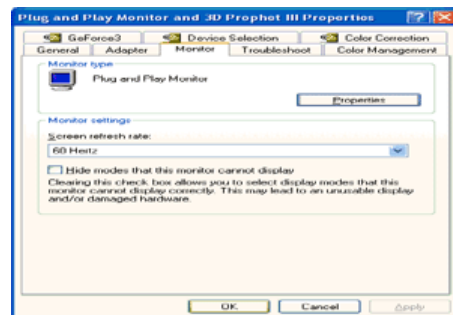 Plug and Play Monitor and 3D Prophet III Properties
GeForce3 Device Selection Color Correction
General Adapter Monitor Troubleshoot Color Management
Monitor type
Plug and Play Monitor
Properties
Monitor settings
Screen refresh rate:
60 Hertz
Hide modes that this monitor cannot display
Clearing this check box allows you to select display modes that this
monitor cannot display correctly. This may lead to an unusable display
and/or damaged hardware.
OK Cancel Apply